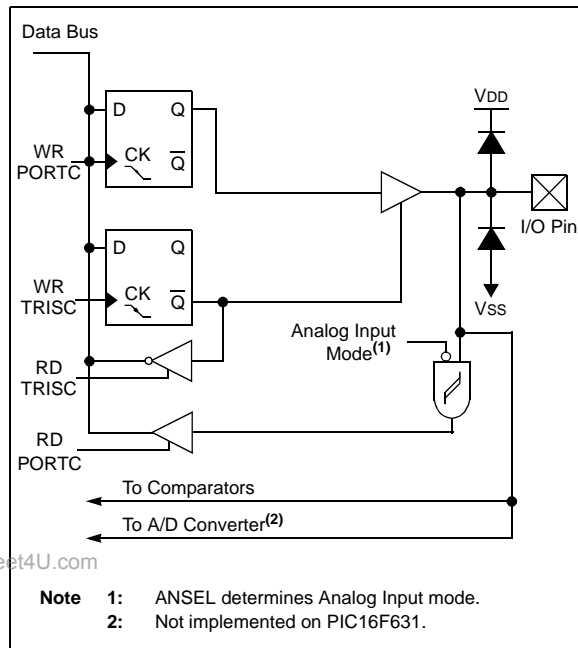 Data Bus
D Q
WR
PORTC
CK Q
VDD
I/O Pin
D Q
WR
TRISC
CK Q
VSS
Analog Input
Mode(1)
RD
TRISC
RD
PORTC
To Comparators
To A/D Converter(2)
eet4U.com
Note 1: ANSEL determines Analog Input mode.
2: Not implemented on PIC16F631.